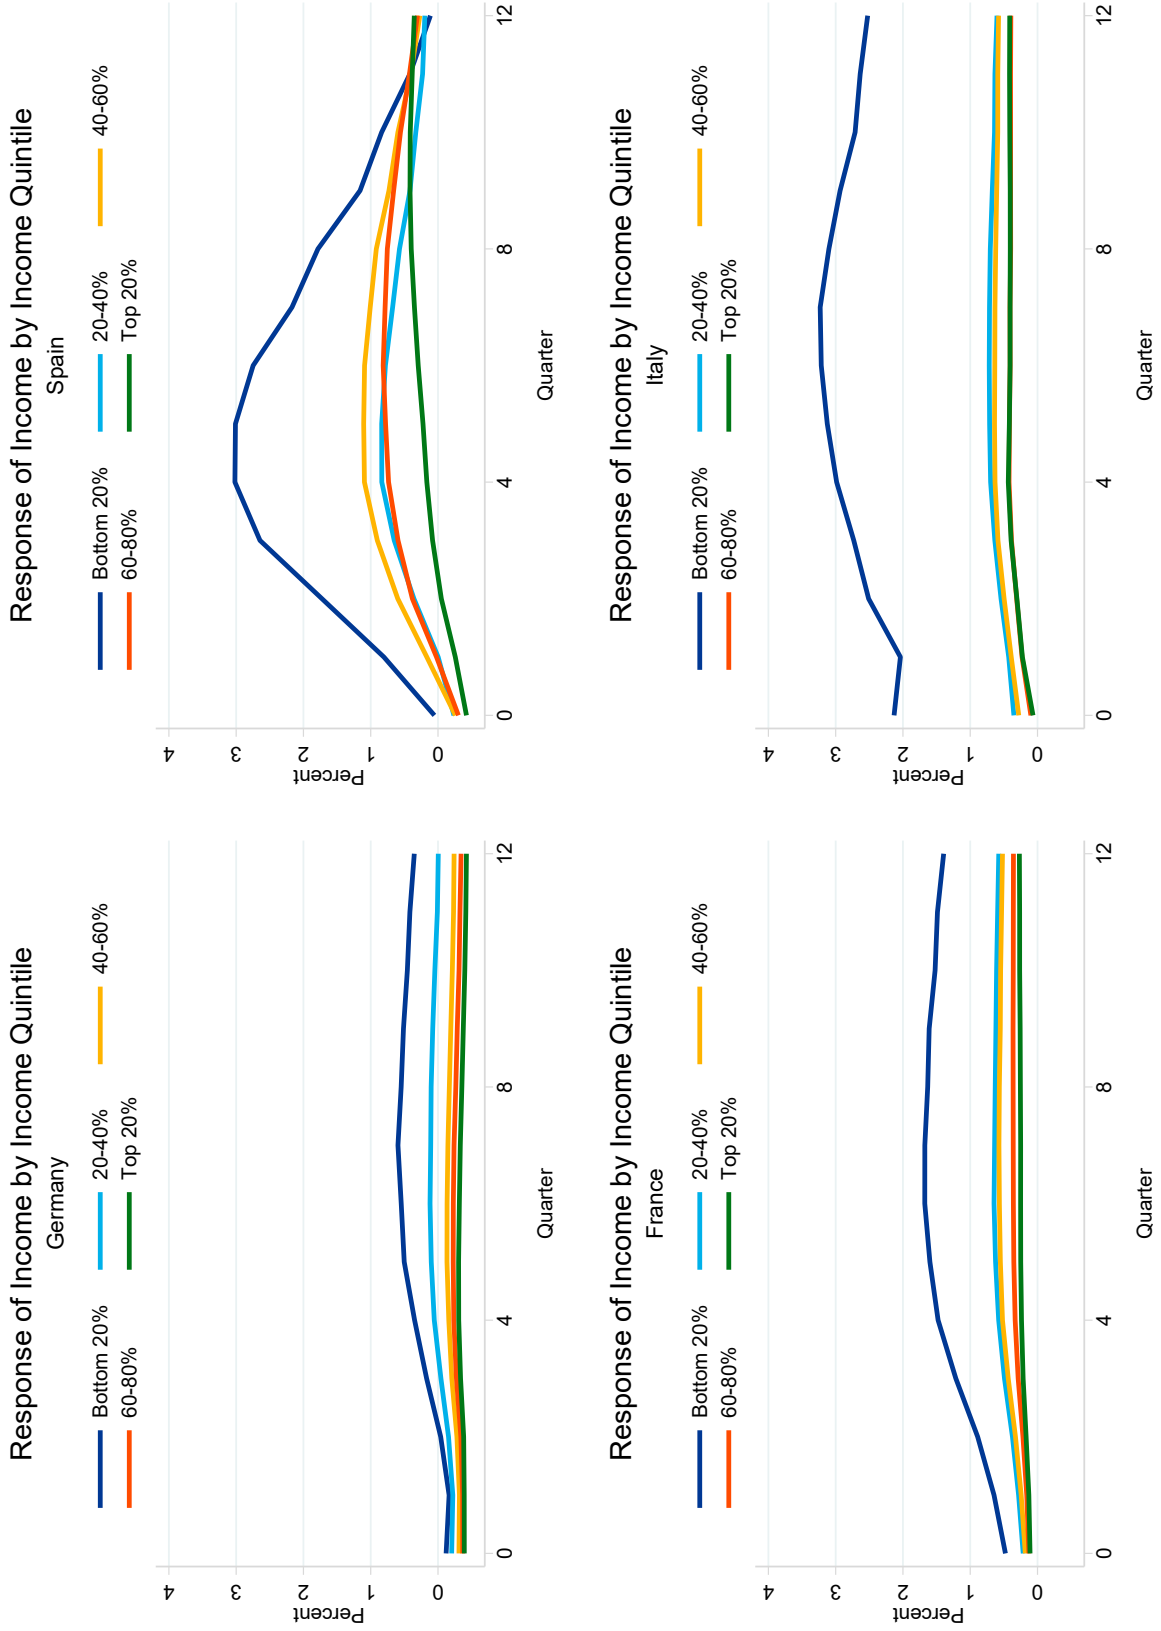 Response of Income by Income Quintile
Germany
Bottom 20% 20-40% 40-60%
60-80% Top 20%
Percent
4
3
2
1
0
0 4 8 12
Quarter
Response of Income by Income Quintile
Spain
Bottom 20% 20-40% 40-60%
60-80% Top 20%
Percent
4
3
2
1
0
0 4 8 12
Quarter
Response of Income by Income Quintile
France
Bottom 20% 20-40% 40-60%
60-80% Top 20%
Percent
4
3
2
1
0
0 4 8 12
Quarter
Response of Income by Income Quintile
Italy
Bottom 20% 20-40% 40-60%
60-80% Top 20%
Percent
4
3
2
1
0
0 4 8 12
Quarter